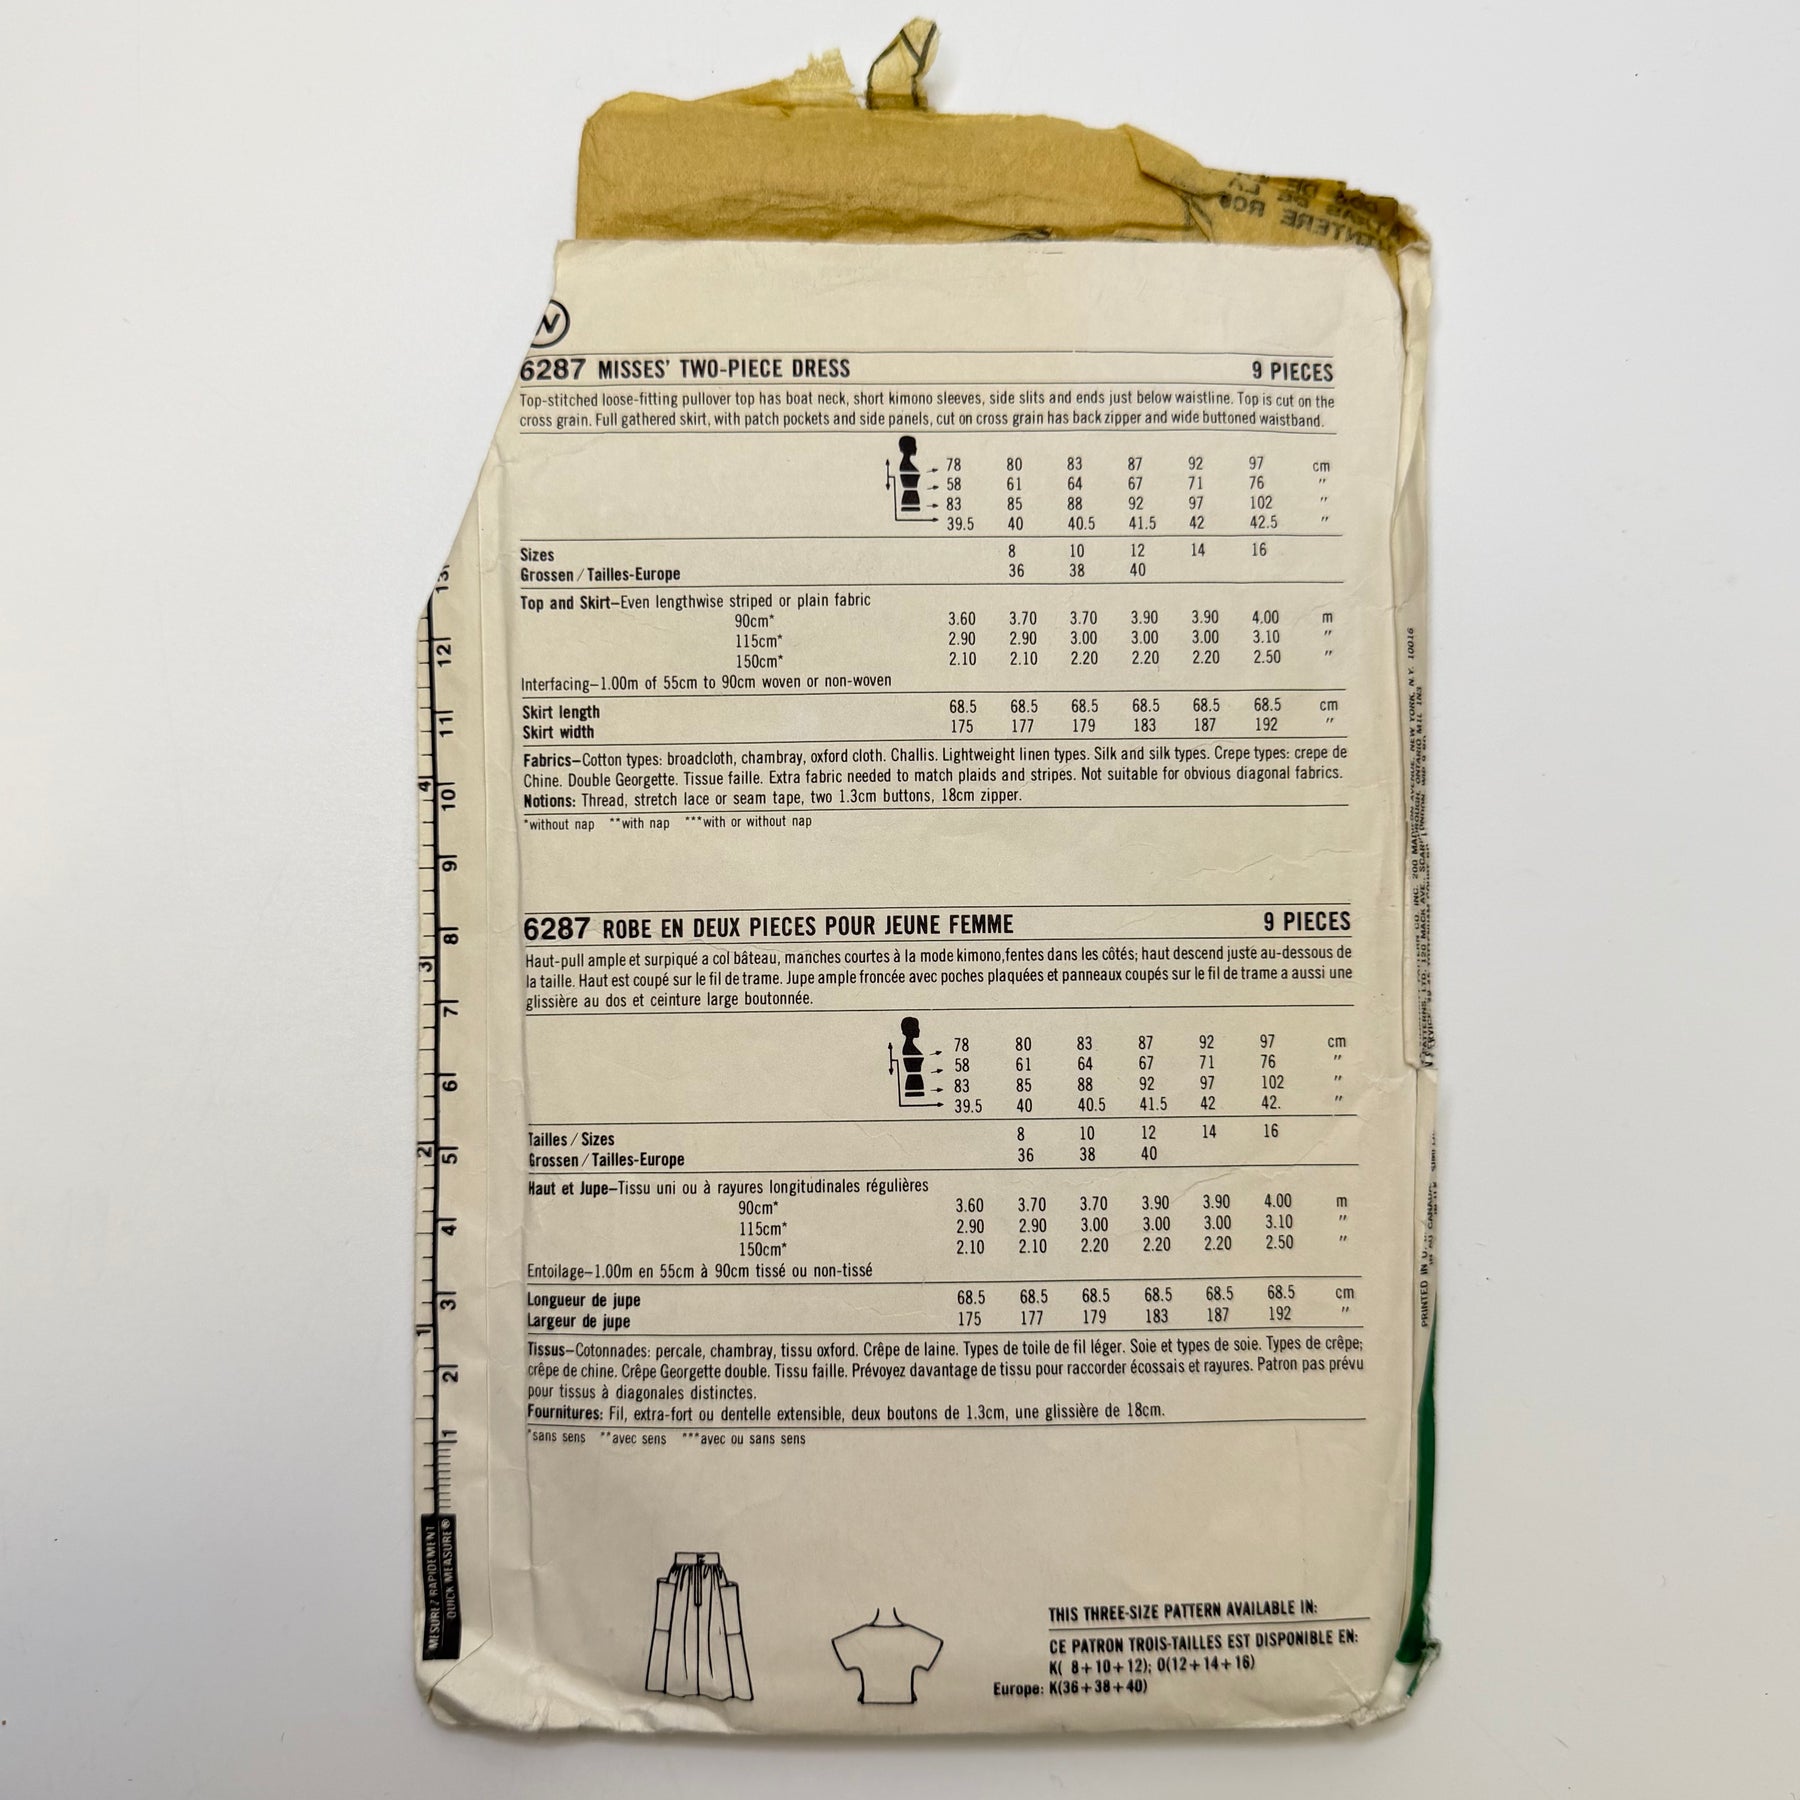 6287 MISSES' TWO-PIECE DRESS 9 PIECES
Top-stitched loose-fitting pullover top has boat neck, short kimono sleeves, side slits and ends just below waistline. Top is cut on the
cross grain. Full gathered skirt, with patch pockets and side panels, cut on cross grain has back zipper and wide buttoned waistband.
78 80 83 87 92 97 cm
58 61 64 67 71 76 "
83 85 88 92 97 102 "
39.5 40 40.5 41.5 42 42.5 "
Sizes 8 10 12 14 16
Grossen / Tailles-Europe 36 38 40
Top and Skirt–Even lengthwise striped or plain fabric
90cm* 3.60 3.70 3.70 3.90 3.90 4.00 m
115cm* 2.90 2.90 3.00 3.00 3.00 3.10 "
150cm* 2.10 2.10 2.20 2.20 2.20 2.50 "
Interfacing–1.00m of 55cm to 90cm woven or non-woven
Skirt length 68.5 68.5 68.5 68.5 68.5 68.5 cm
Skirt width 175 177 179 183 187 192 "
Fabrics–Cotton types: broadcloth, chambray, oxford cloth. Challis. Lightweight linen types. Silk and silk types. Crepe types: crepe de
Chine. Double Georgette. Tissue faille. Extra fabric needed to match plaids and stripes. Not suitable for obvious diagonal fabrics.
Notions: Thread, stretch lace or seam tape, two 1.3cm buttons, 18cm zipper.
*without nap **with nap ***with or without nap
6287 ROBE EN DEUX PIECES POUR JEUNE FEMME 9 PIECES
Haut-pull ample et surpiqué a col bâteau, manches courtes à la mode kimono,fentes dans les côtés; haut descend juste au-dessous de
la taille. Haut est coupé sur le fil de trame. Jupe ample froncée avec poches plaquées et panneaux coupés sur le fil de trame a aussi une
glissière au dos et ceinture large boutonnée.
78 80 83 87 92 97 cm
58 61 64 67 71 76 "
83 85 88 92 97 102 "
39.5 40 40.5 41.5 42 42. "
Tailles / Sizes 8 10 12 14 16
Grossen / Tailles-Europe 36 38 40
Haut et Jupe–Tissu uni ou à rayures longitudinales régulières
90cm* 3.60 3.70 3.70 3.90 3.90 4.00 m
115cm* 2.90 2.90 3.00 3.00 3.00 3.10 "
150cm* 2.10 2.10 2.20 2.20 2.20 2.50 "
Entoilage–1.00m en 55cm à 90cm tissé ou non-tissé
Longueur de jupe 68.5 68.5 68.5 68.5 68.5 68.5 cm
Largeur de jupe 175 177 179 183 187 192 "
Tissus–Cotonnades: percale, chambray, tissu oxford. Crêpe de laine. Types de toile de fil léger. Soie et types de soie. Types de crêpe;
crêpe de chine. Crêpe Georgette double. Tissu faille. Prévoyez davantage de tissu pour raccorder écossais et rayures. Patron pas prévu
pour tissus à diagonales distinctes.
Fournitures: Fil, extra-fort ou dentelle extensible, deux boutons de 1.3cm, une glissière de 18cm.
*sans sens **avec sens ***avec ou sans sens
THIS THREE-SIZE PATTERN AVAILABLE IN:
CE PATRON TROIS-TAILLES EST DISPONIBLE EN:
K( 8+10+12); O(12+14+16)
Europe: K(36+38+40)
MESUREZ RAPIDEMENT
QUICK MEASURE®
1 2 3 4
1 2 3 4 5 6 7 8 9 10 11 12 13
200 MADISON AVENUE, NEW YORK, N.Y. 10016
PRINTED IN U.